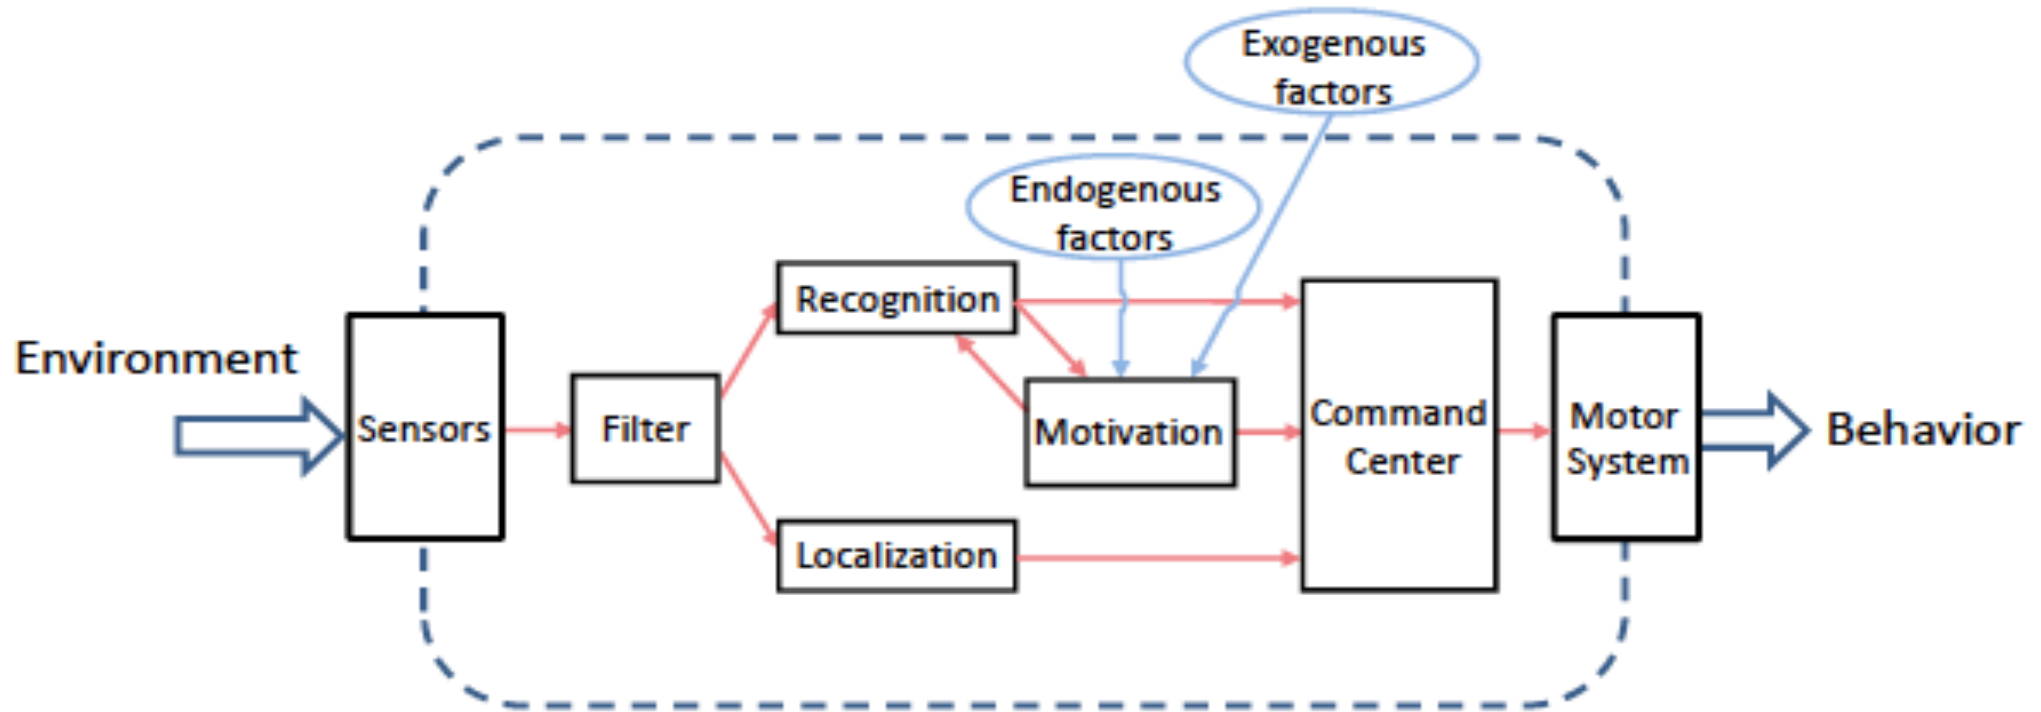 Exogenous
factors
Endogenous
factors
Recognition
Environment
Sensors
Filter
Motivation
Command
Center
Motor
System
Behavior
Localization